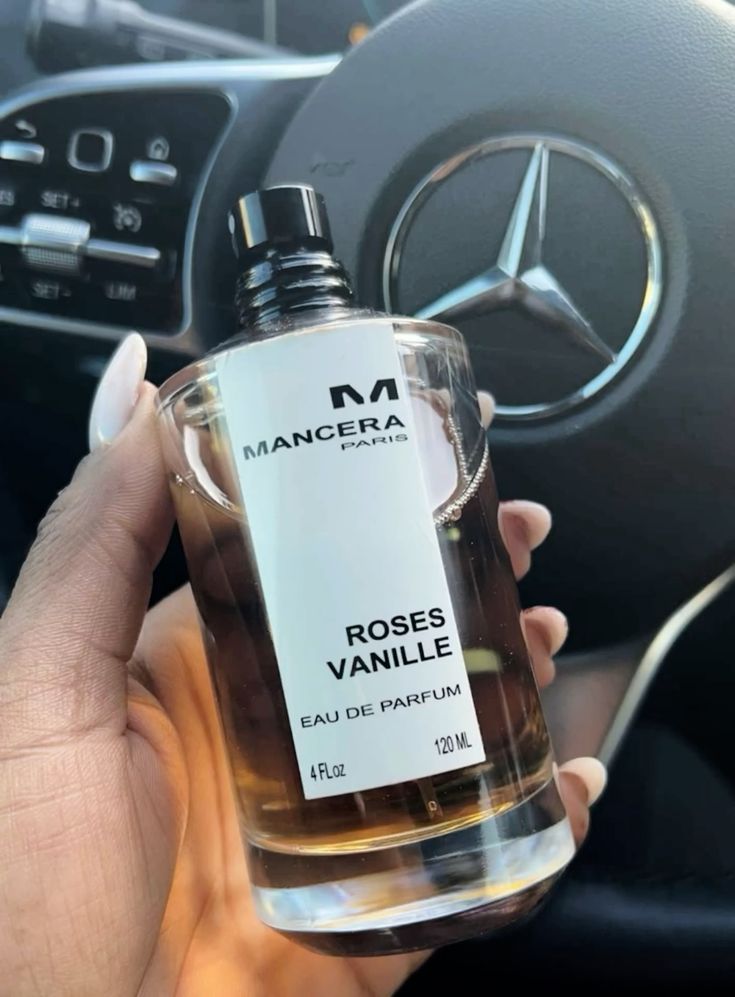 SET+
SET-
LIM
M
MANCERA
PARIS
ROSES
VANILLE
EAU DE PARFUM
4 FLoz
120 ML